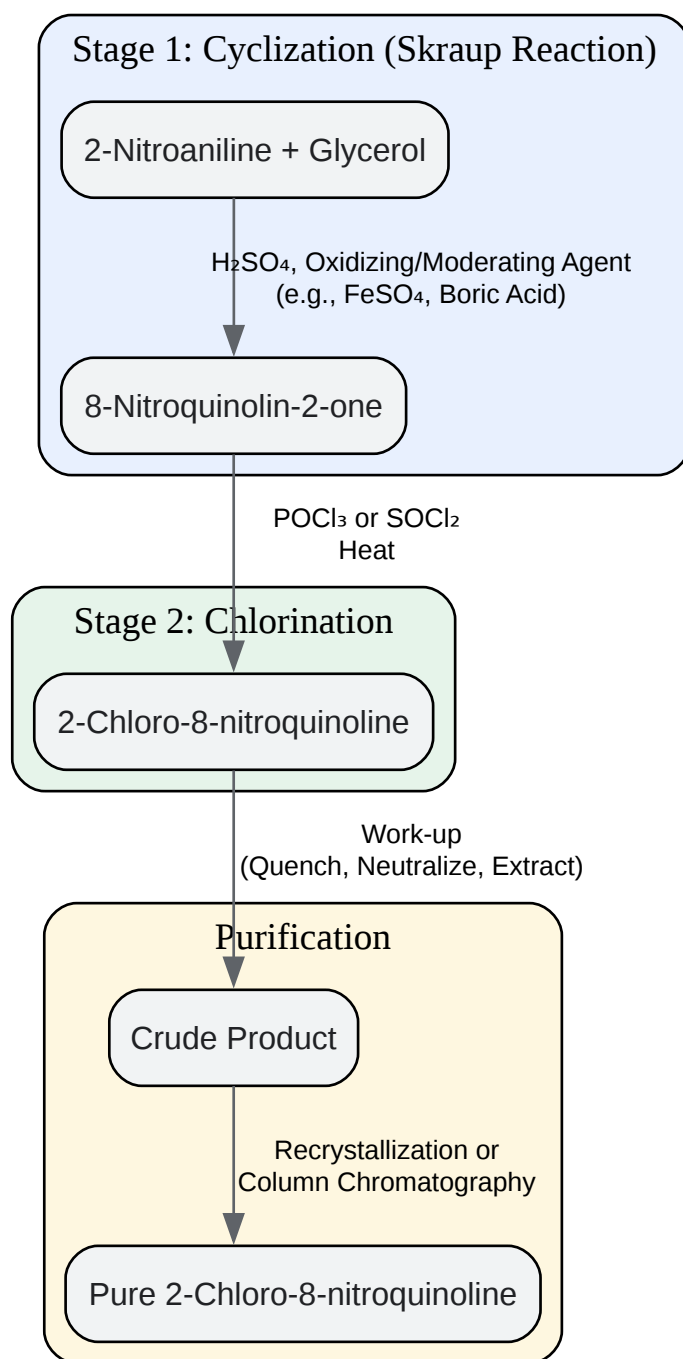 Stage 1: Cyclization (Skraup Reaction)
2-Nitroaniline + Glycerol
H₂SO₄, Oxidizing/Moderating Agent
(e.g., FeSO₄, Boric Acid)
8-Nitroquinolin-2-one
POCl₃ or SOCl₂
Heat
Stage 2: Chlorination
2-Chloro-8-nitroquinoline
Work-up
(Quench, Neutralize, Extract)
Purification
Crude Product
Recrystallization or
Column Chromatography
Pure 2-Chloro-8-nitroquinoline